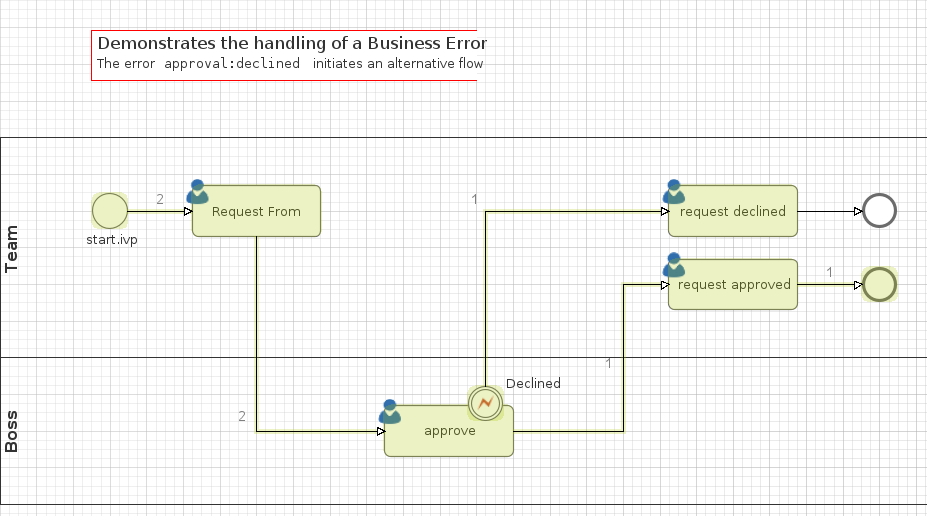 Demonstrates the handling of a Business Error
The error approval:declined initiates an alternative flow
Team
2
Request From
start.ivp
1
request declined
request approved
1
1
Boss
2
Declined
approve